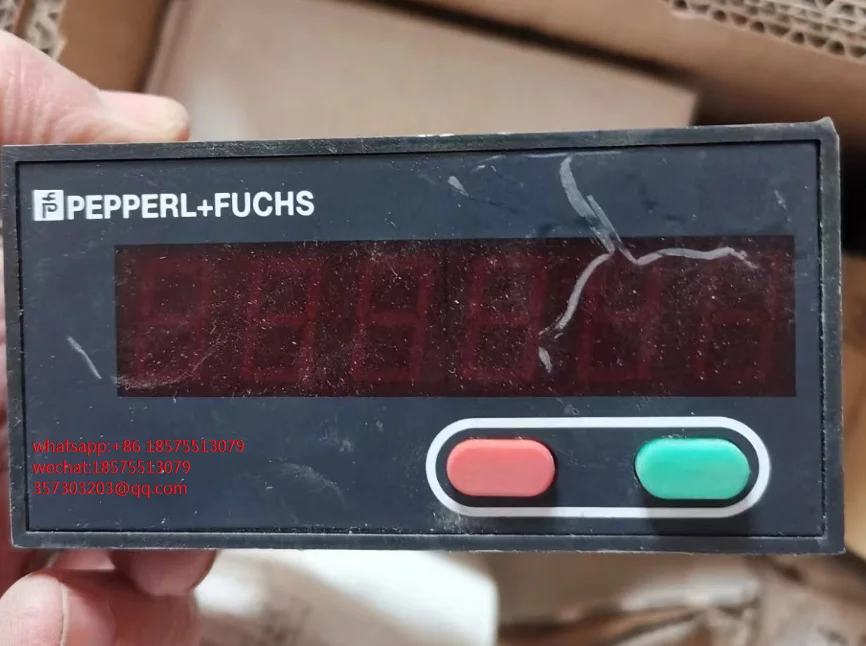 PEPPERL+FUCHS
whatsapp:+86 18575513079
wechat:18575513079
357303203@qq.com